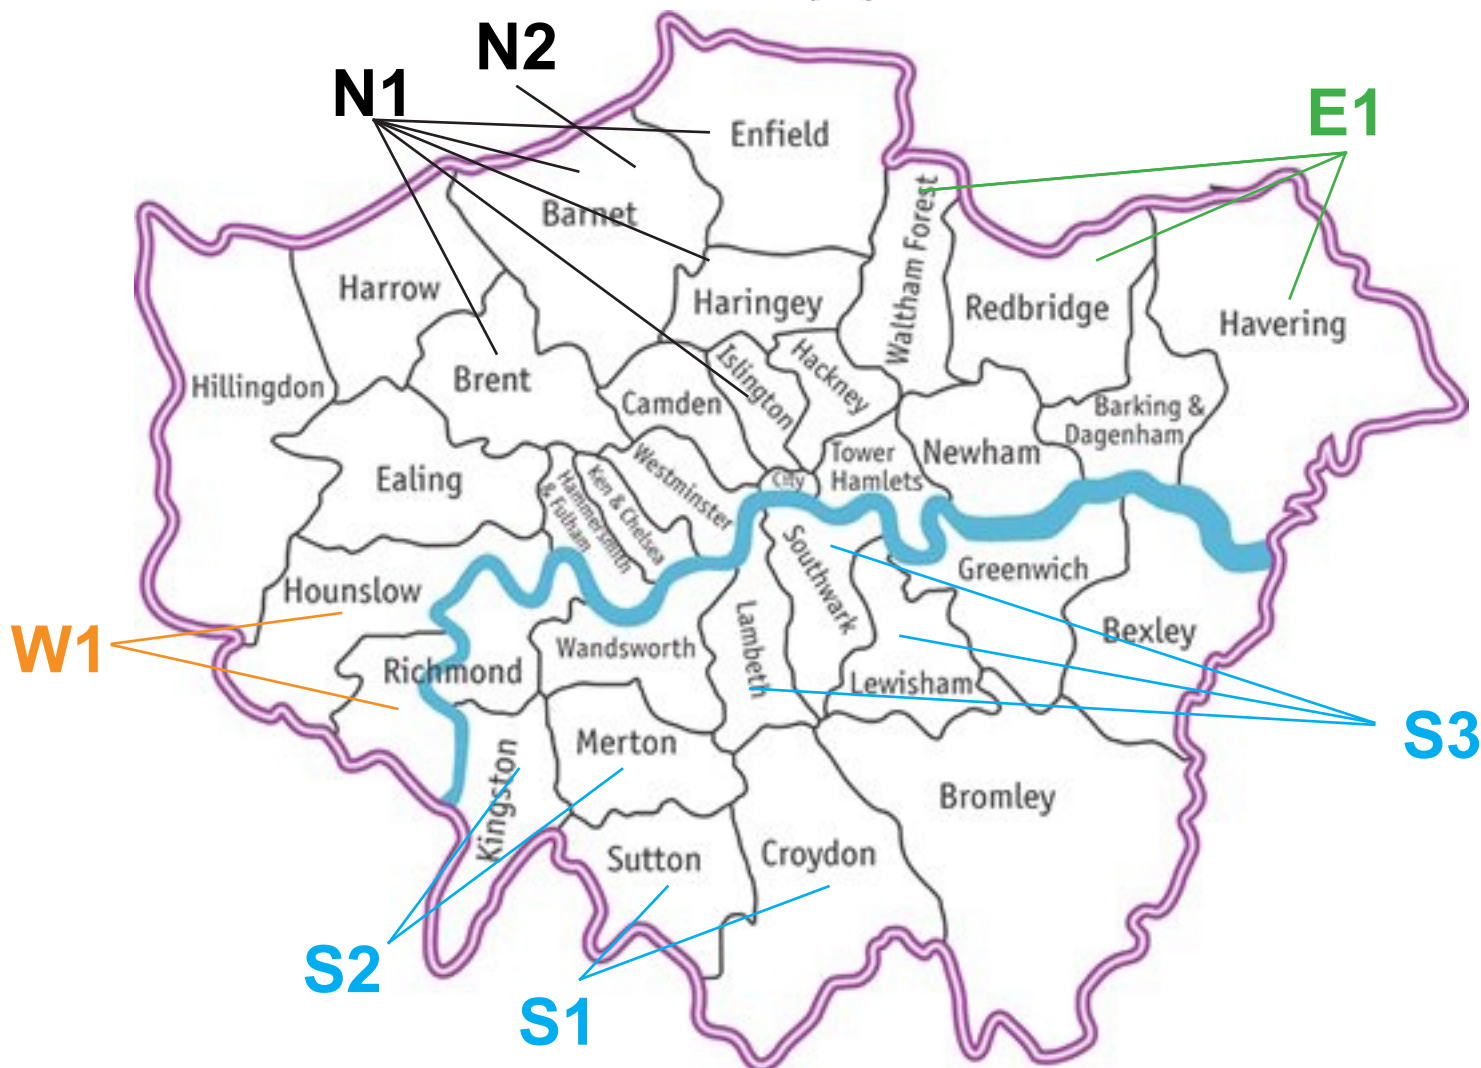 N2
N1
E1
Enfield
Barnet
Waltham Forest
Harrow
Haringey
Redbridge
Havering
Hillingdon
Brent
Islington
Hackney
Camden
Barking &
Dagenham
Ealing
Westminster
Tower
Hamlets
Newham
City
Hammersmith
& Fulham
Ken & Chelsea
Southwark
Greenwich
Hounslow
W1
Richmond
Wandsworth
Lambeth
Bexley
Lewisham
S3
Merton
Kingston
Bromley
Sutton
Croydon
S2
S1